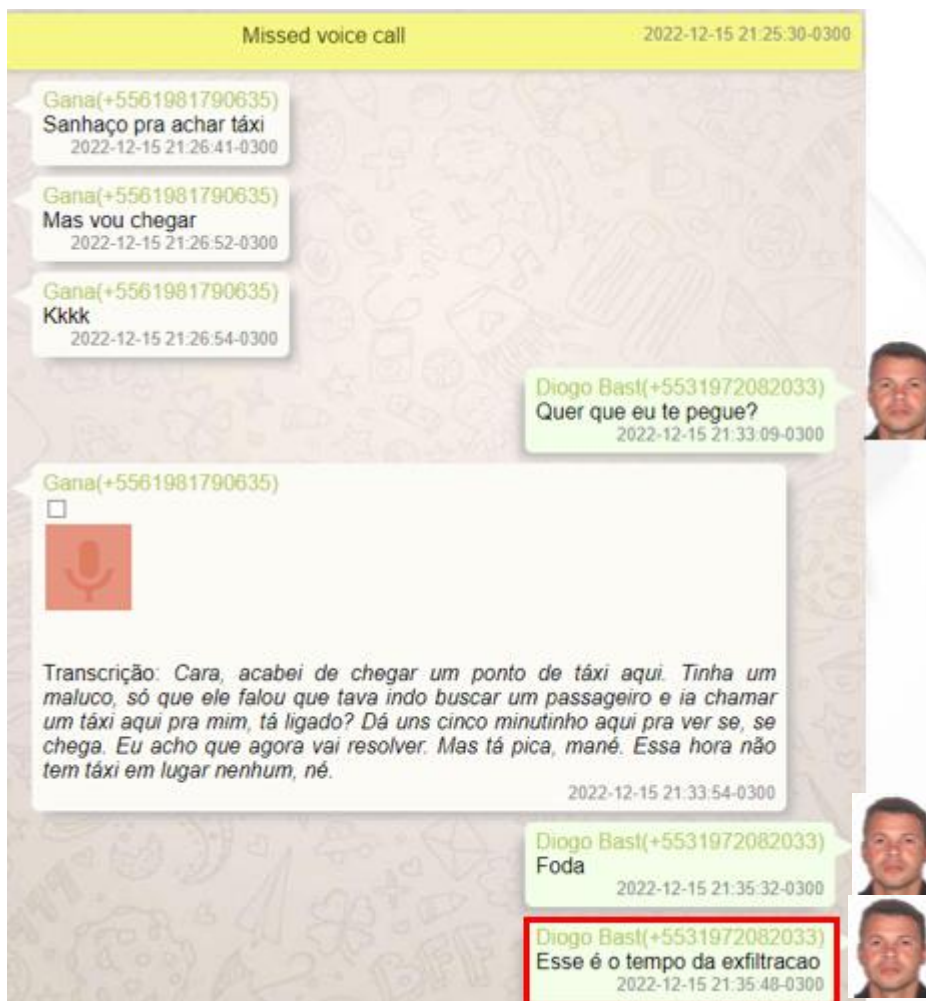 Missed voice call
2022-12-15 21:25:30-0300
Gana(+5561981790635)
Sanhaço pra achar táxi
2022-12-15 21:26:41-0300
Gana(+5561981790635)
Mas vou chegar
2022-12-15 21:26:52-0300
Gana(+5561981790635)
Kkkk
2022-12-15 21:26:54-0300
Diogo Bast(+5531972082033)
Quer que eu te pegue?
2022-12-15 21:33:09-0300
Gana(+5561981790635)
Transcrição: Cara, acabei de chegar um ponto de táxi aqui. Tinha um
maluco, só que ele falou que tava indo buscar um passageiro e ia chamar
um táxi aqui pra mim, tá ligado? Dá uns cinco minutinho aqui pra ver se, se
chega. Eu acho que agora vai resolver. Mas tá pica, mané. Essa hora não
tem táxi em lugar nenhum, né.
2022-12-15 21:33:54-0300
Diogo Bast(+5531972082033)
Foda
2022-12-15 21:35:32-0300
Diogo Bast(+5531972082033)
Esse é o tempo da exfiltracao
2022-12-15 21:35:48-0300